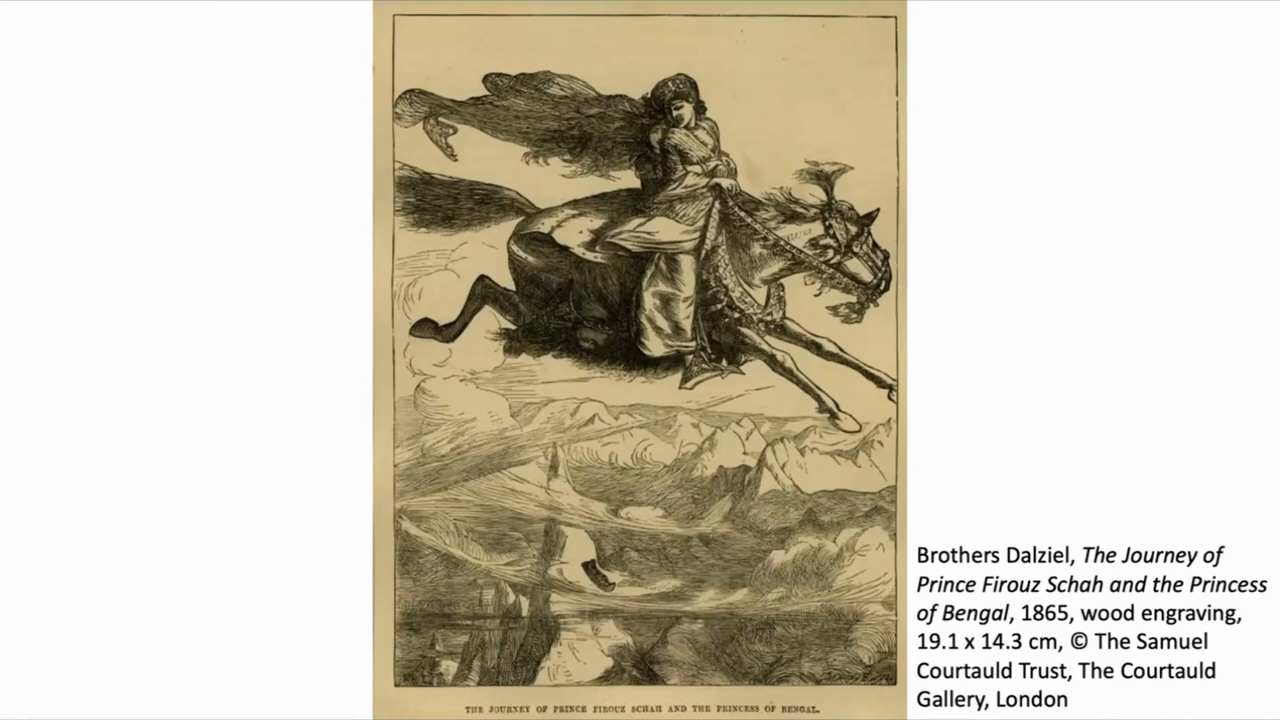 THE JOURNEY OF PRINCE FIROUZ SCHAH AND THE PRINCESS OF BENGAL.
Brothers Dalziel, The Journey of
Prince Firouz Schah and the Princess
of Bengal, 1865, wood engraving,
19.1 x 14.3 cm, © The Samuel
Courtauld Trust, The Courtauld
Gallery, London